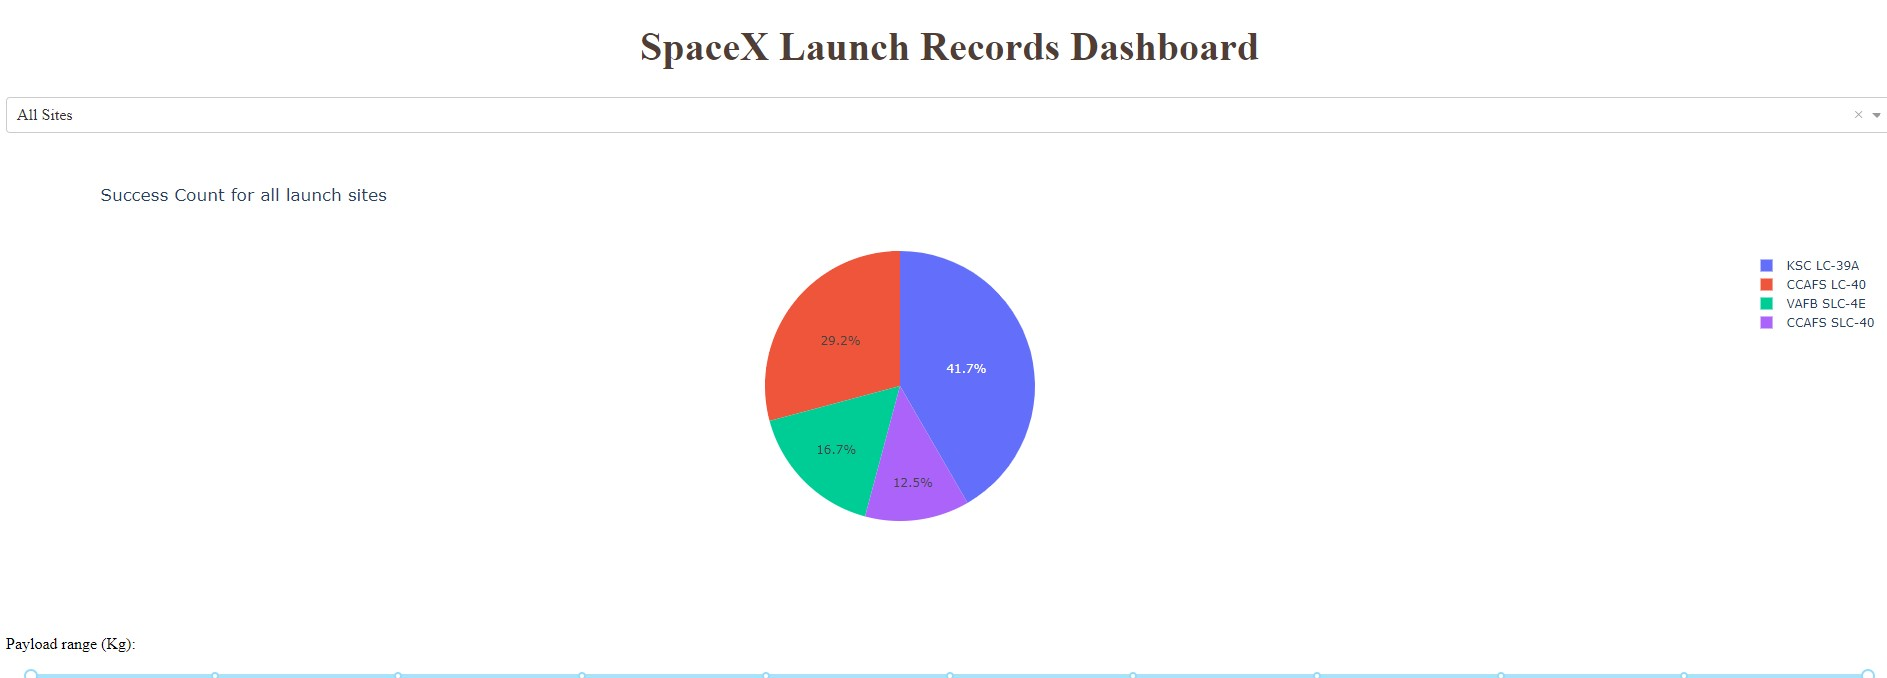 SpaceX Launch Records Dashboard
All Sites
Success Count for all launch sites
KSC LC-39A
CCAFS LC-40
VAFB SLC-4E
CCAFS SLC-40
29.2%
41.7%
16.7%
12.5%
Payload range (Kg):